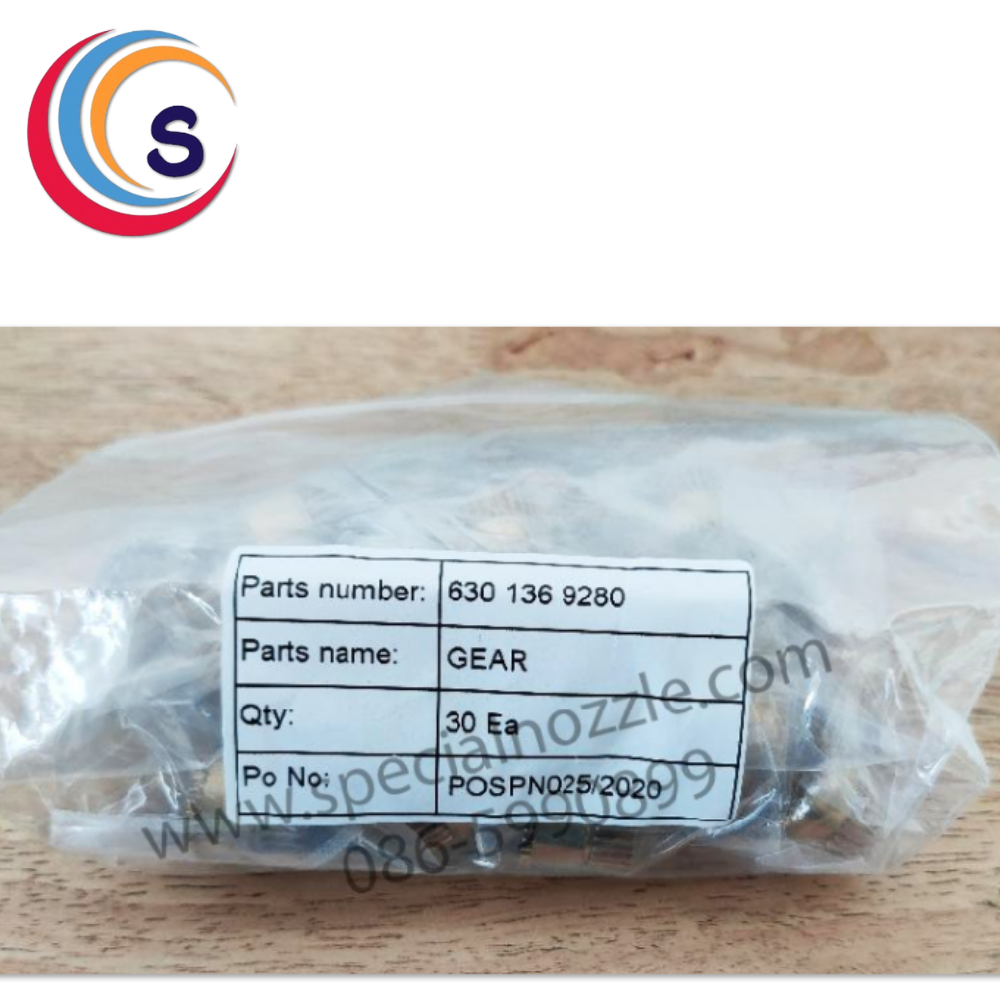 S
Parts number: 630 136 9280
Parts name: GEAR
Qty: 30 Ea
Po No: POSPN025/2020
www.specialnozzle.com
086-5990899